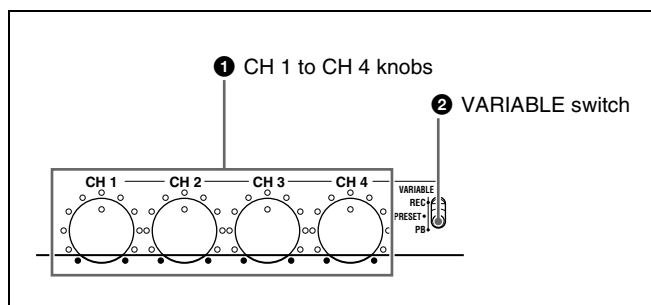 ❶ CH 1 to CH 4 knobs
❷ VARIABLE switch
CH 1 CH 2 CH 3 CH 4
VARIABLE
REC
PRESET
PB